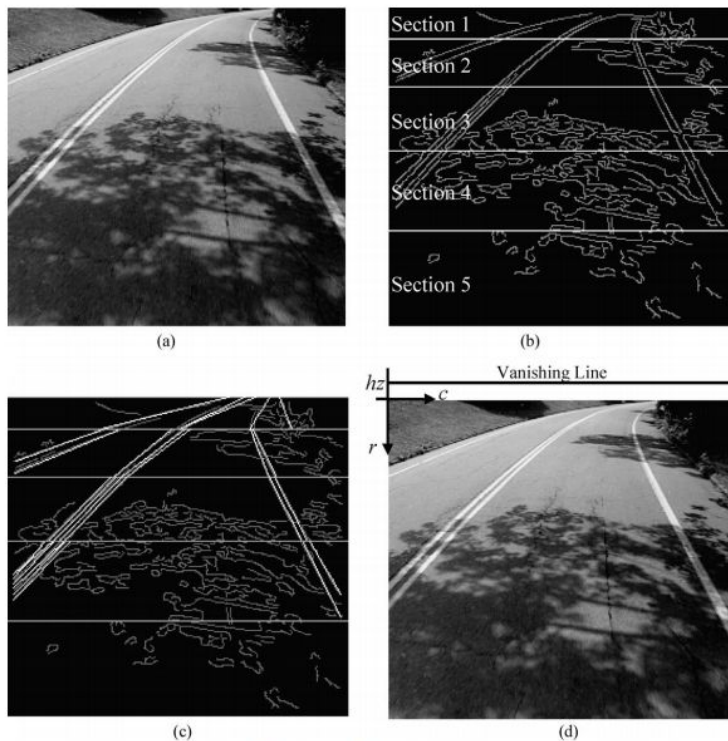 Section 1
Section 2
Section 3
Section 4
Section 5
(a)
(b)
Vanishing Line
hz
c
r
(c)
(d)